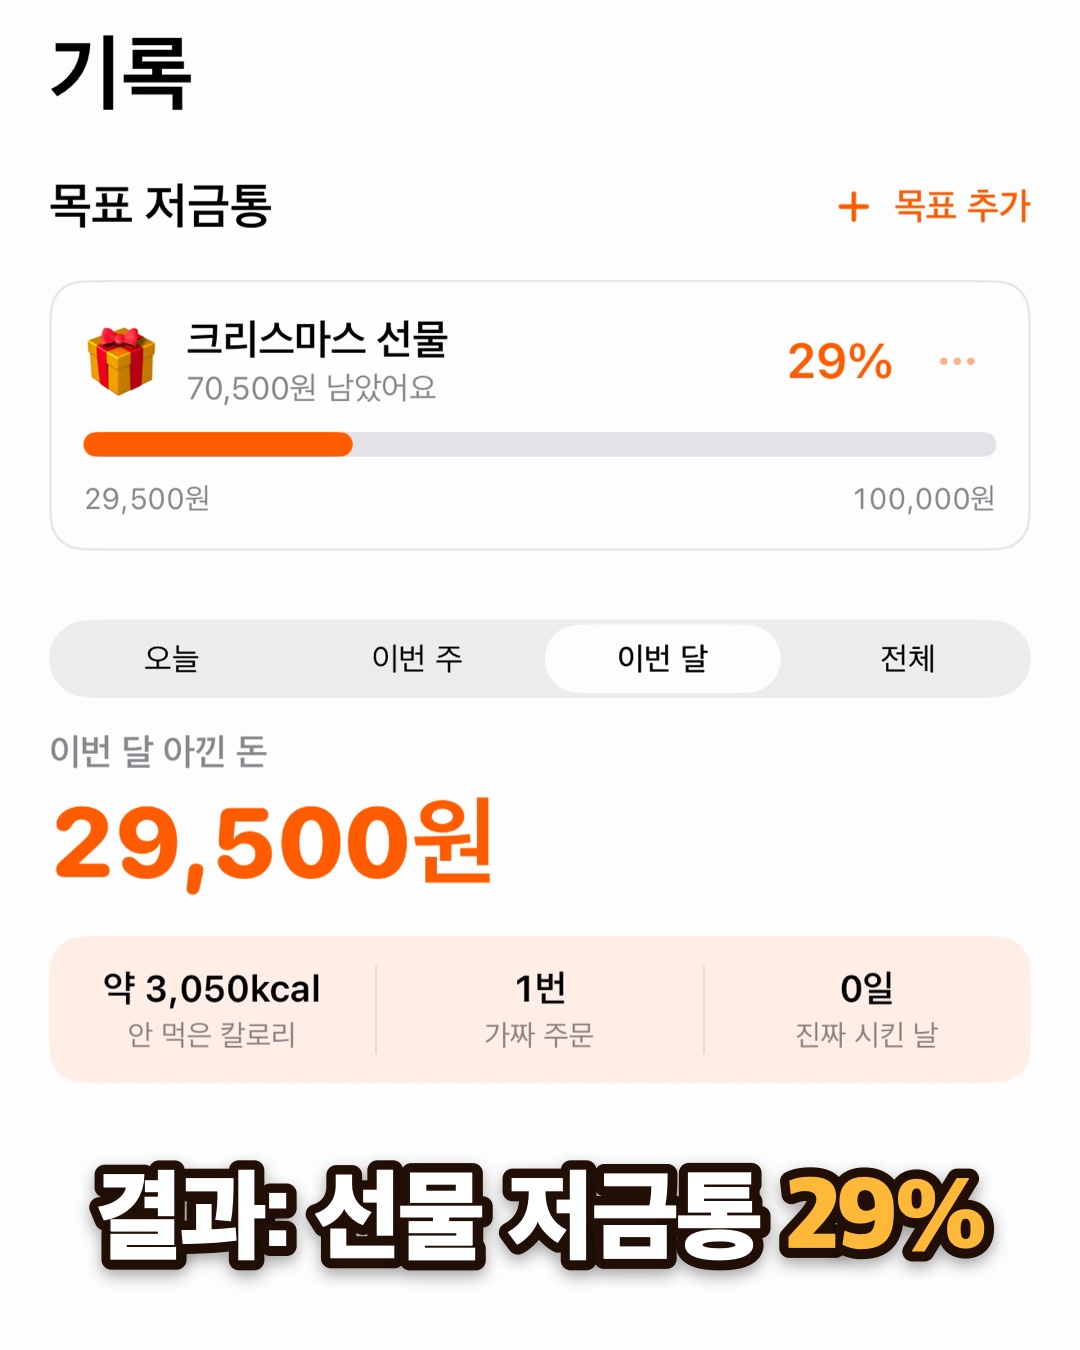 기록
목표 저금통
+ 목표 추가
크리스마스 선물
70,500원 남았어요
29%
29,500원
100,000원
오늘
이번 주
이번 달
전체
이번 달 아낀 돈
29,500원
약 3,050kcal
안 먹은 칼로리
1번
가짜 주문
0일
진짜 시킨 날
결과: 선물 저금통 29%